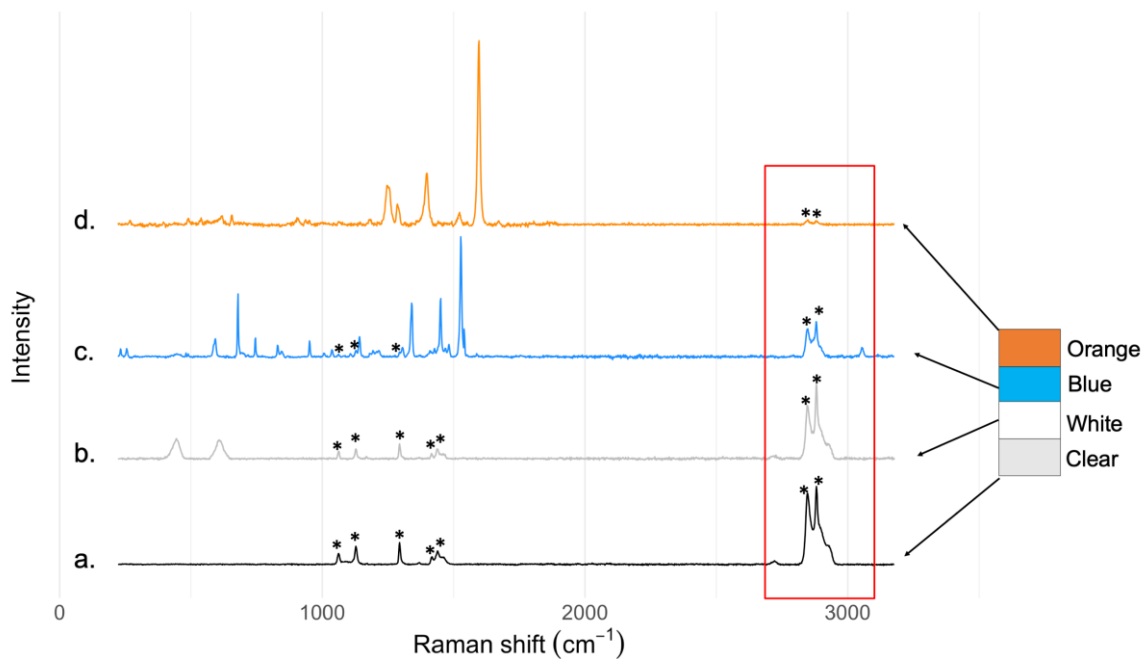 d.
* *
c.
* * *
* *
b.
* * * * *
* *
a.
* * * * *
* *
Orange
Blue
White
Clear
Intensity
0 1000 2000 3000
Raman shift (cm⁻¹)